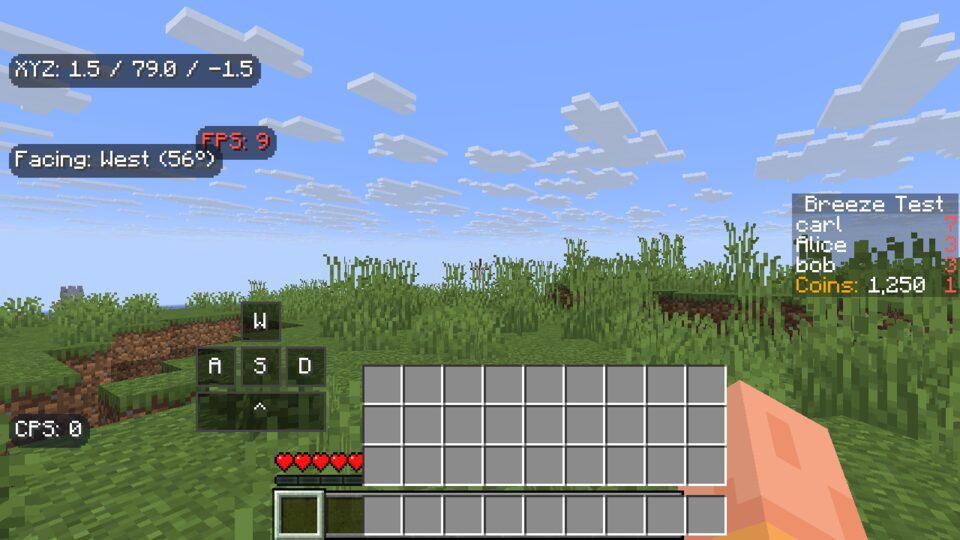 XYZ: 1.5 / 79.0 / -1.5
FPS: 9
Facing: West (56°)
Breeze Test
carl 7
Alice 3
bob 3
Coins: 1,250 1
W
A S D
^
CPS: 0